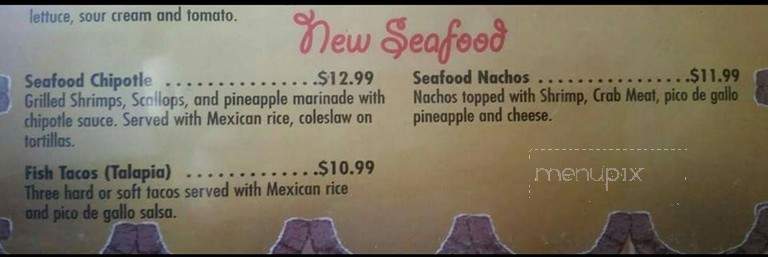 lettuce, sour cream and tomato.
New Seafood
Seafood Chipotle ..............$12.99
Grilled Shrimps, Scallops, and pineapple marinade with
chipotle sauce. Served with Mexican rice, coleslaw on
tortillas.
Fish Tacos (Talapia) .............$10.99
Three hard or soft tacos served with Mexican rice
and pico de gallo salsa.
Seafood Nachos ................$11.99
Nachos topped with Shrimp, Crab Meat, pico de gallo
pineapple and cheese.
menupix